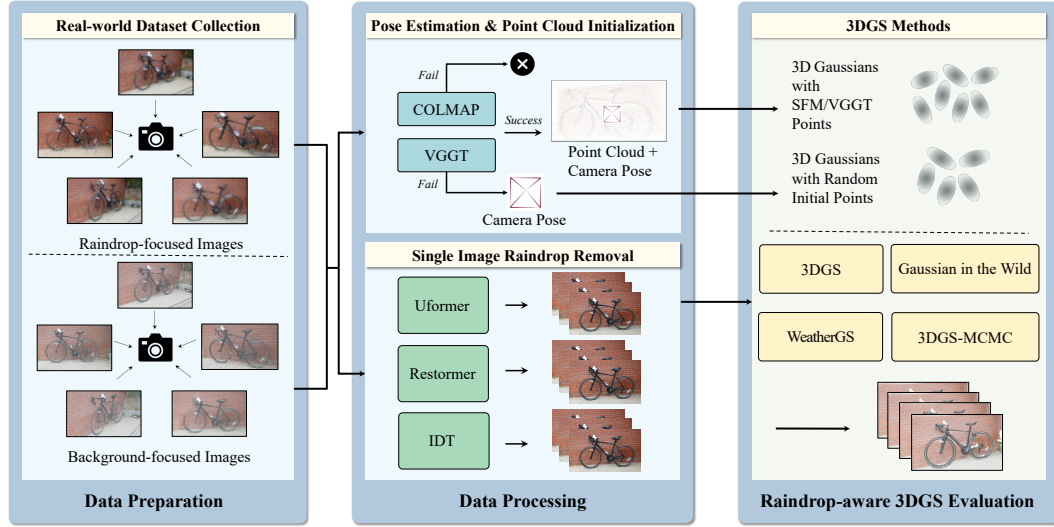 Real-world Dataset Collection
Raindrop-focused Images
Background-focused Images
Data Preparation
Pose Estimation & Point Cloud Initialization
Fail
COLMAP
Success
VGGT
Fail
Point Cloud +
Camera Pose
Camera Pose
Single Image Raindrop Removal
Uformer
Restormer
IDT
Data Processing
3DGS Methods
3D Gaussians
with
SFM/VGGT
Points
3D Gaussians
with Random
Initial Points
3DGS
Gaussian in the Wild
WeatherGS
3DGS-MCMC
Raindrop-aware 3DGS Evaluation